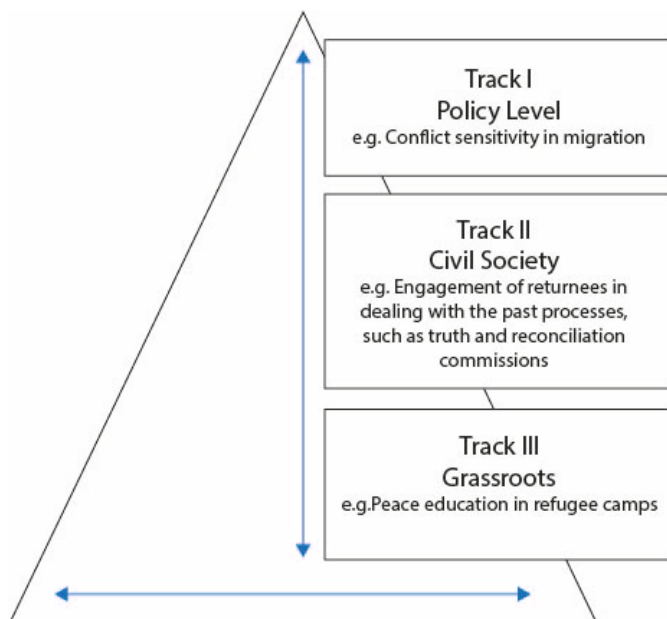 Track I
Policy Level
e.g. Conflict sensitivity in migration
Track II
Civil Society
e.g. Engagement of returnees in
dealing with the past processes,
such as truth and reconciliation
commissions
Track III
Grassroots
e.g.Peace education in refugee camps